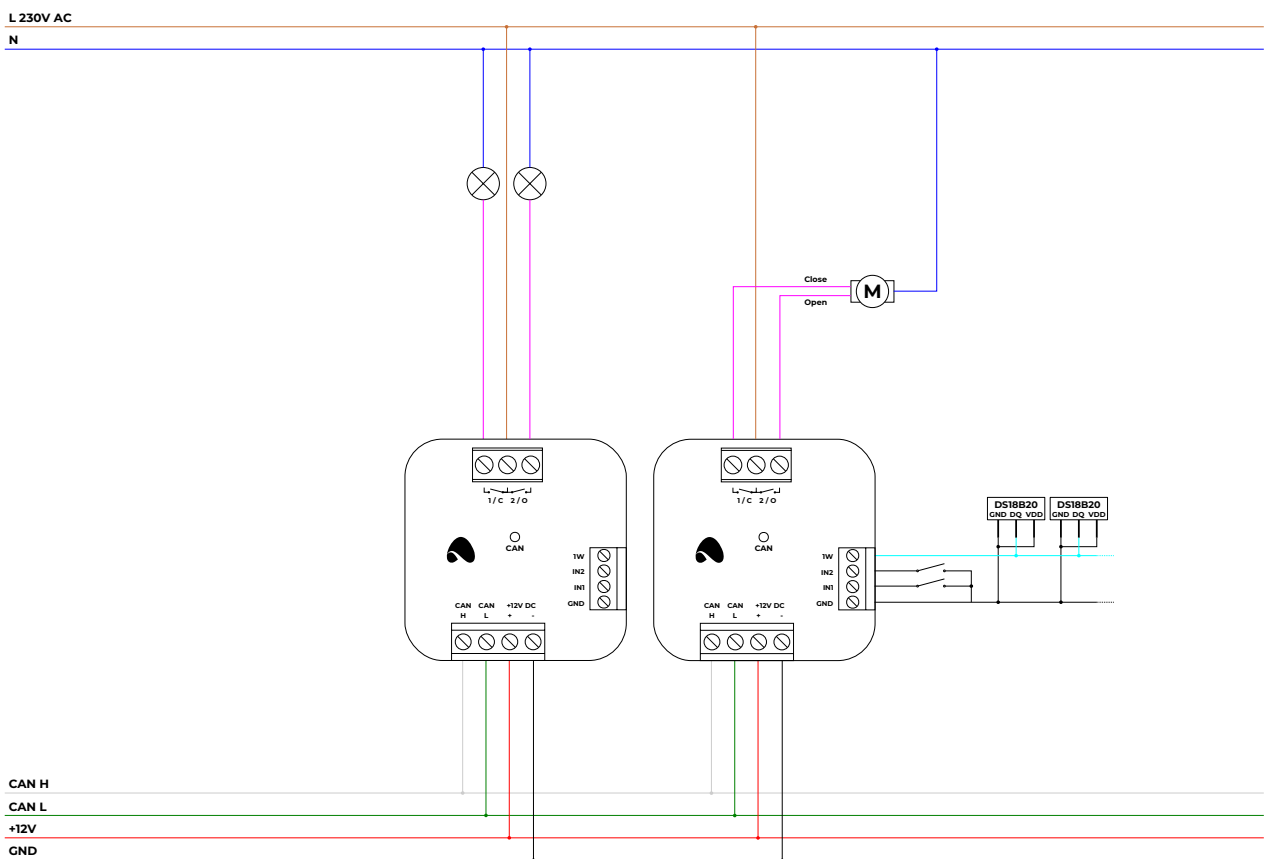 L 230V AC
N
Close
M
Open
1 / C 2 / O
1 / C 2 / O
CAN
CAN
DS18B20 DS18B20
GND DQ VDD GND DQ VDD
1W
IN2
IN1
GND
1W
IN2
IN1
GND
CAN CAN +12V DC
H L + -
CAN CAN +12V DC
H L + -
CAN H
CAN L
+12V
GND